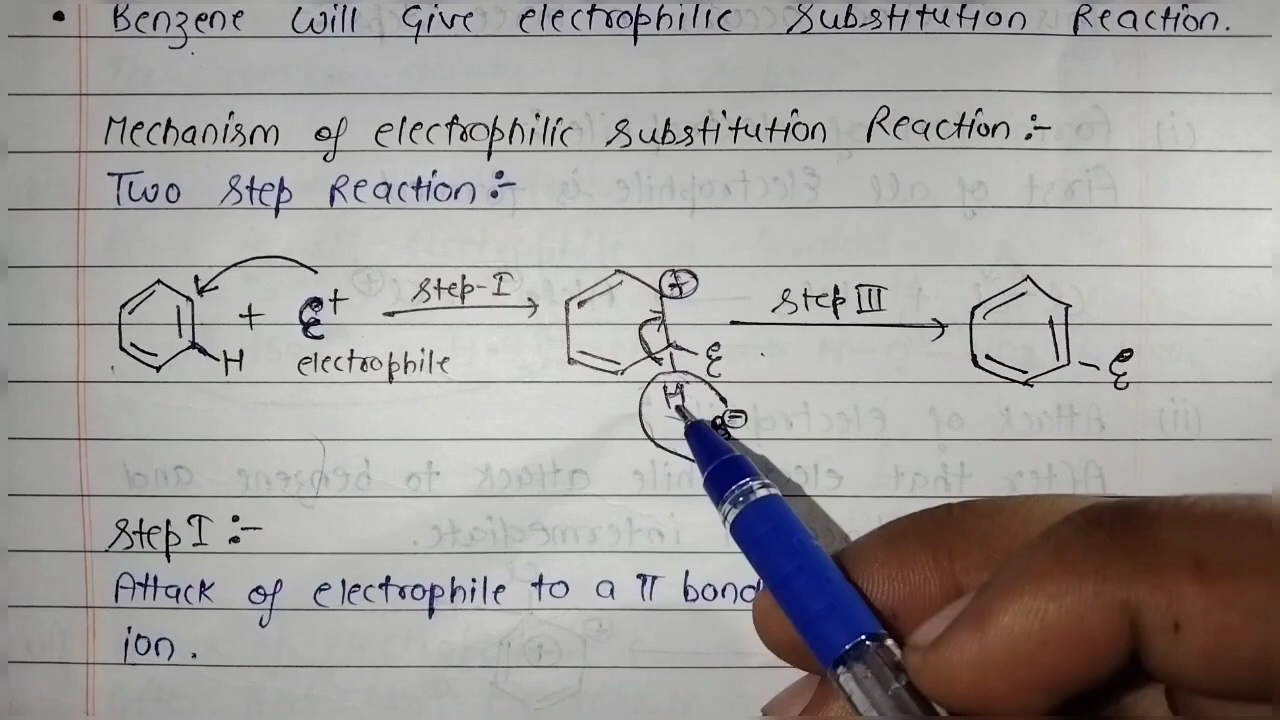 • Benzene will Give electrophilic Substitution Reaction.
Mechanism of electrophilic Substitution Reaction :-
Two Step Reaction :-
H + E+ Step-I + E H ⊖ Step III E
electrophile
Step I :-
Attack of electrophile to a π bond
ion.